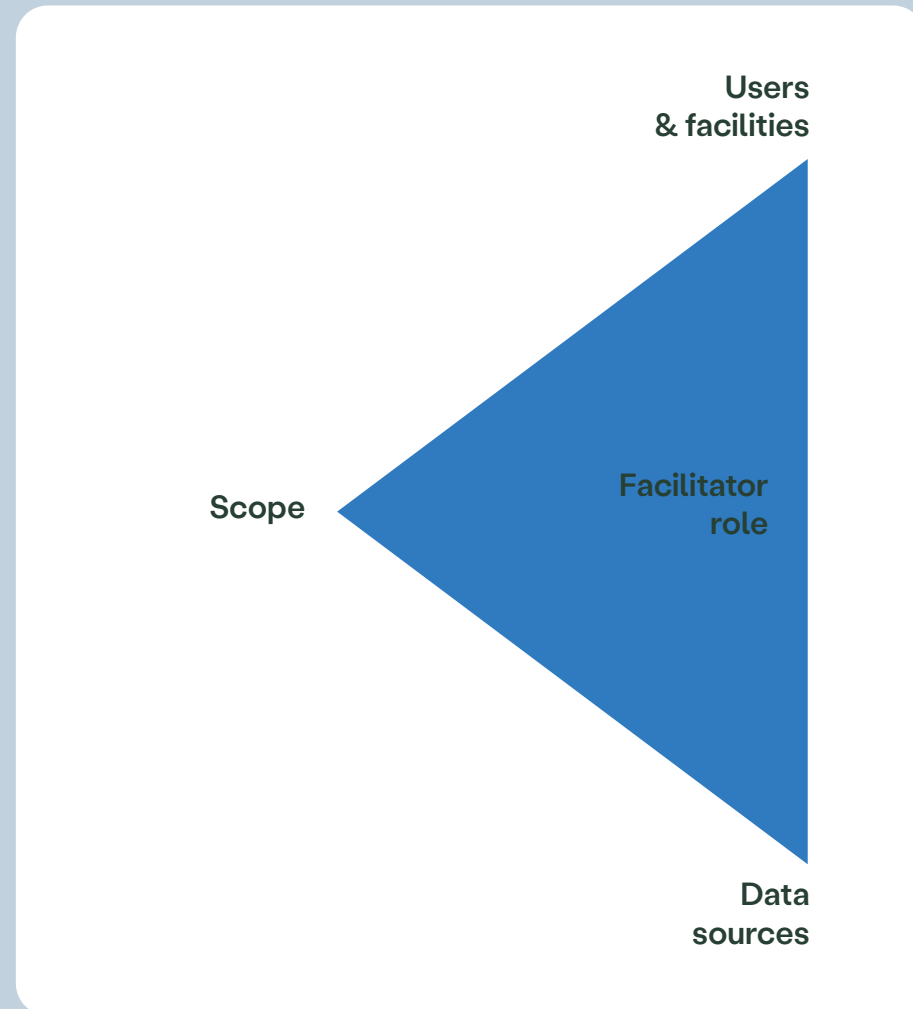 Users
& facilities
Scope
Facilitator
role
Data
sources